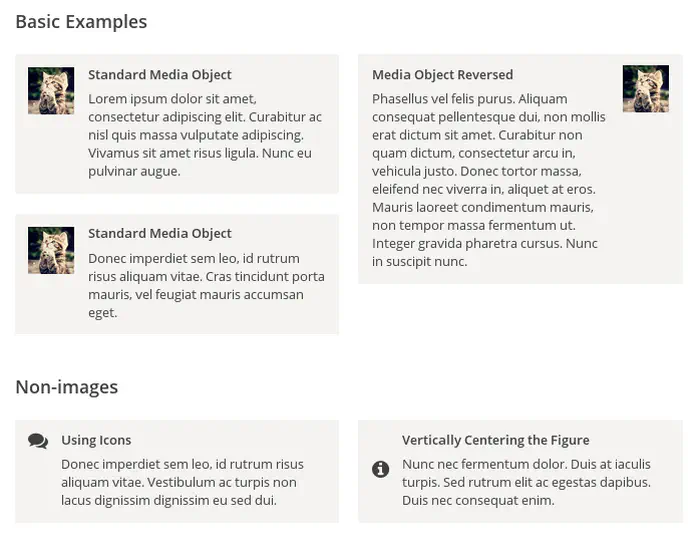 Basic Examples
Standard Media Object
Lorem ipsum dolor sit amet,
consectetur adipiscing elit. Curabitur ac
nisl quis massa vulputate adipiscing.
Vivamus sit amet risus ligula. Nunc eu
pulvinar augue.
Standard Media Object
Donec imperdiet sem leo, id rutrum
risus aliquam vitae. Cras tincidunt porta
mauris, vel feugiat mauris accumsan
eget.
Media Object Reversed
Phasellus vel felis purus. Aliquam
consequat pellentesque dui, non mollis
erat dictum sit amet. Curabitur non
quam dictum, consectetur arcu in,
vehicula justo. Donec tortor massa,
eleifend nec viverra in, aliquet at eros.
Mauris laoreet condimentum mauris,
non tempor massa fermentum ut.
Integer gravida pharetra cursus. Nunc
in suscipit nunc.
Non-images
Using Icons
Donec imperdiet sem leo, id rutrum risus
aliquam vitae. Vestibulum ac turpis non
lacus dignissim dignissim eu sed dui.
Vertically Centering the Figure
Nunc nec fermentum dolor. Duis at iaculis
turpis. Sed rutrum elit ac egestas dapibus.
Duis nec consequat enim.